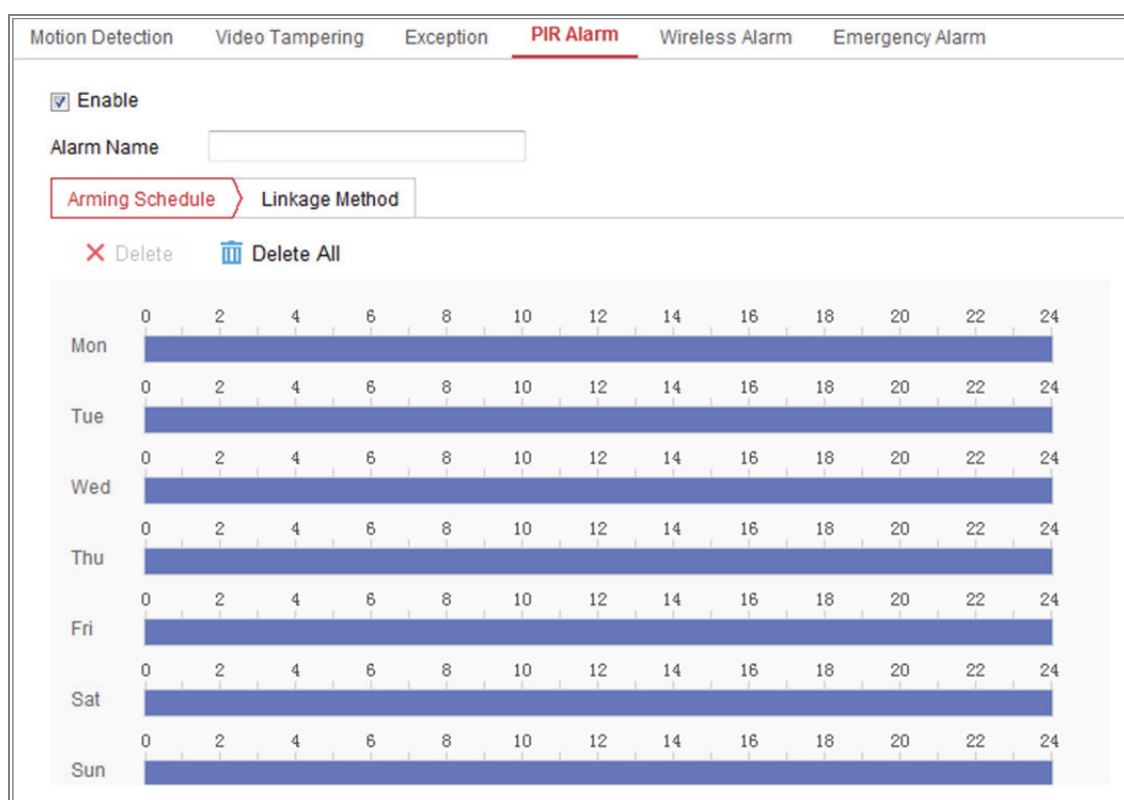 Motion Detection Video Tampering Exception PIR Alarm Wireless Alarm Emergency Alarm
Enable
Alarm Name
Arming Schedule Linkage Method
Delete Delete All
0 2 4 6 8 10 12 14 16 18 20 22 24
Mon
0 2 4 6 8 10 12 14 16 18 20 22 24
Tue
0 2 4 6 8 10 12 14 16 18 20 22 24
Wed
0 2 4 6 8 10 12 14 16 18 20 22 24
Thu
0 2 4 6 8 10 12 14 16 18 20 22 24
Fri
0 2 4 6 8 10 12 14 16 18 20 22 24
Sat
0 2 4 6 8 10 12 14 16 18 20 22 24
Sun